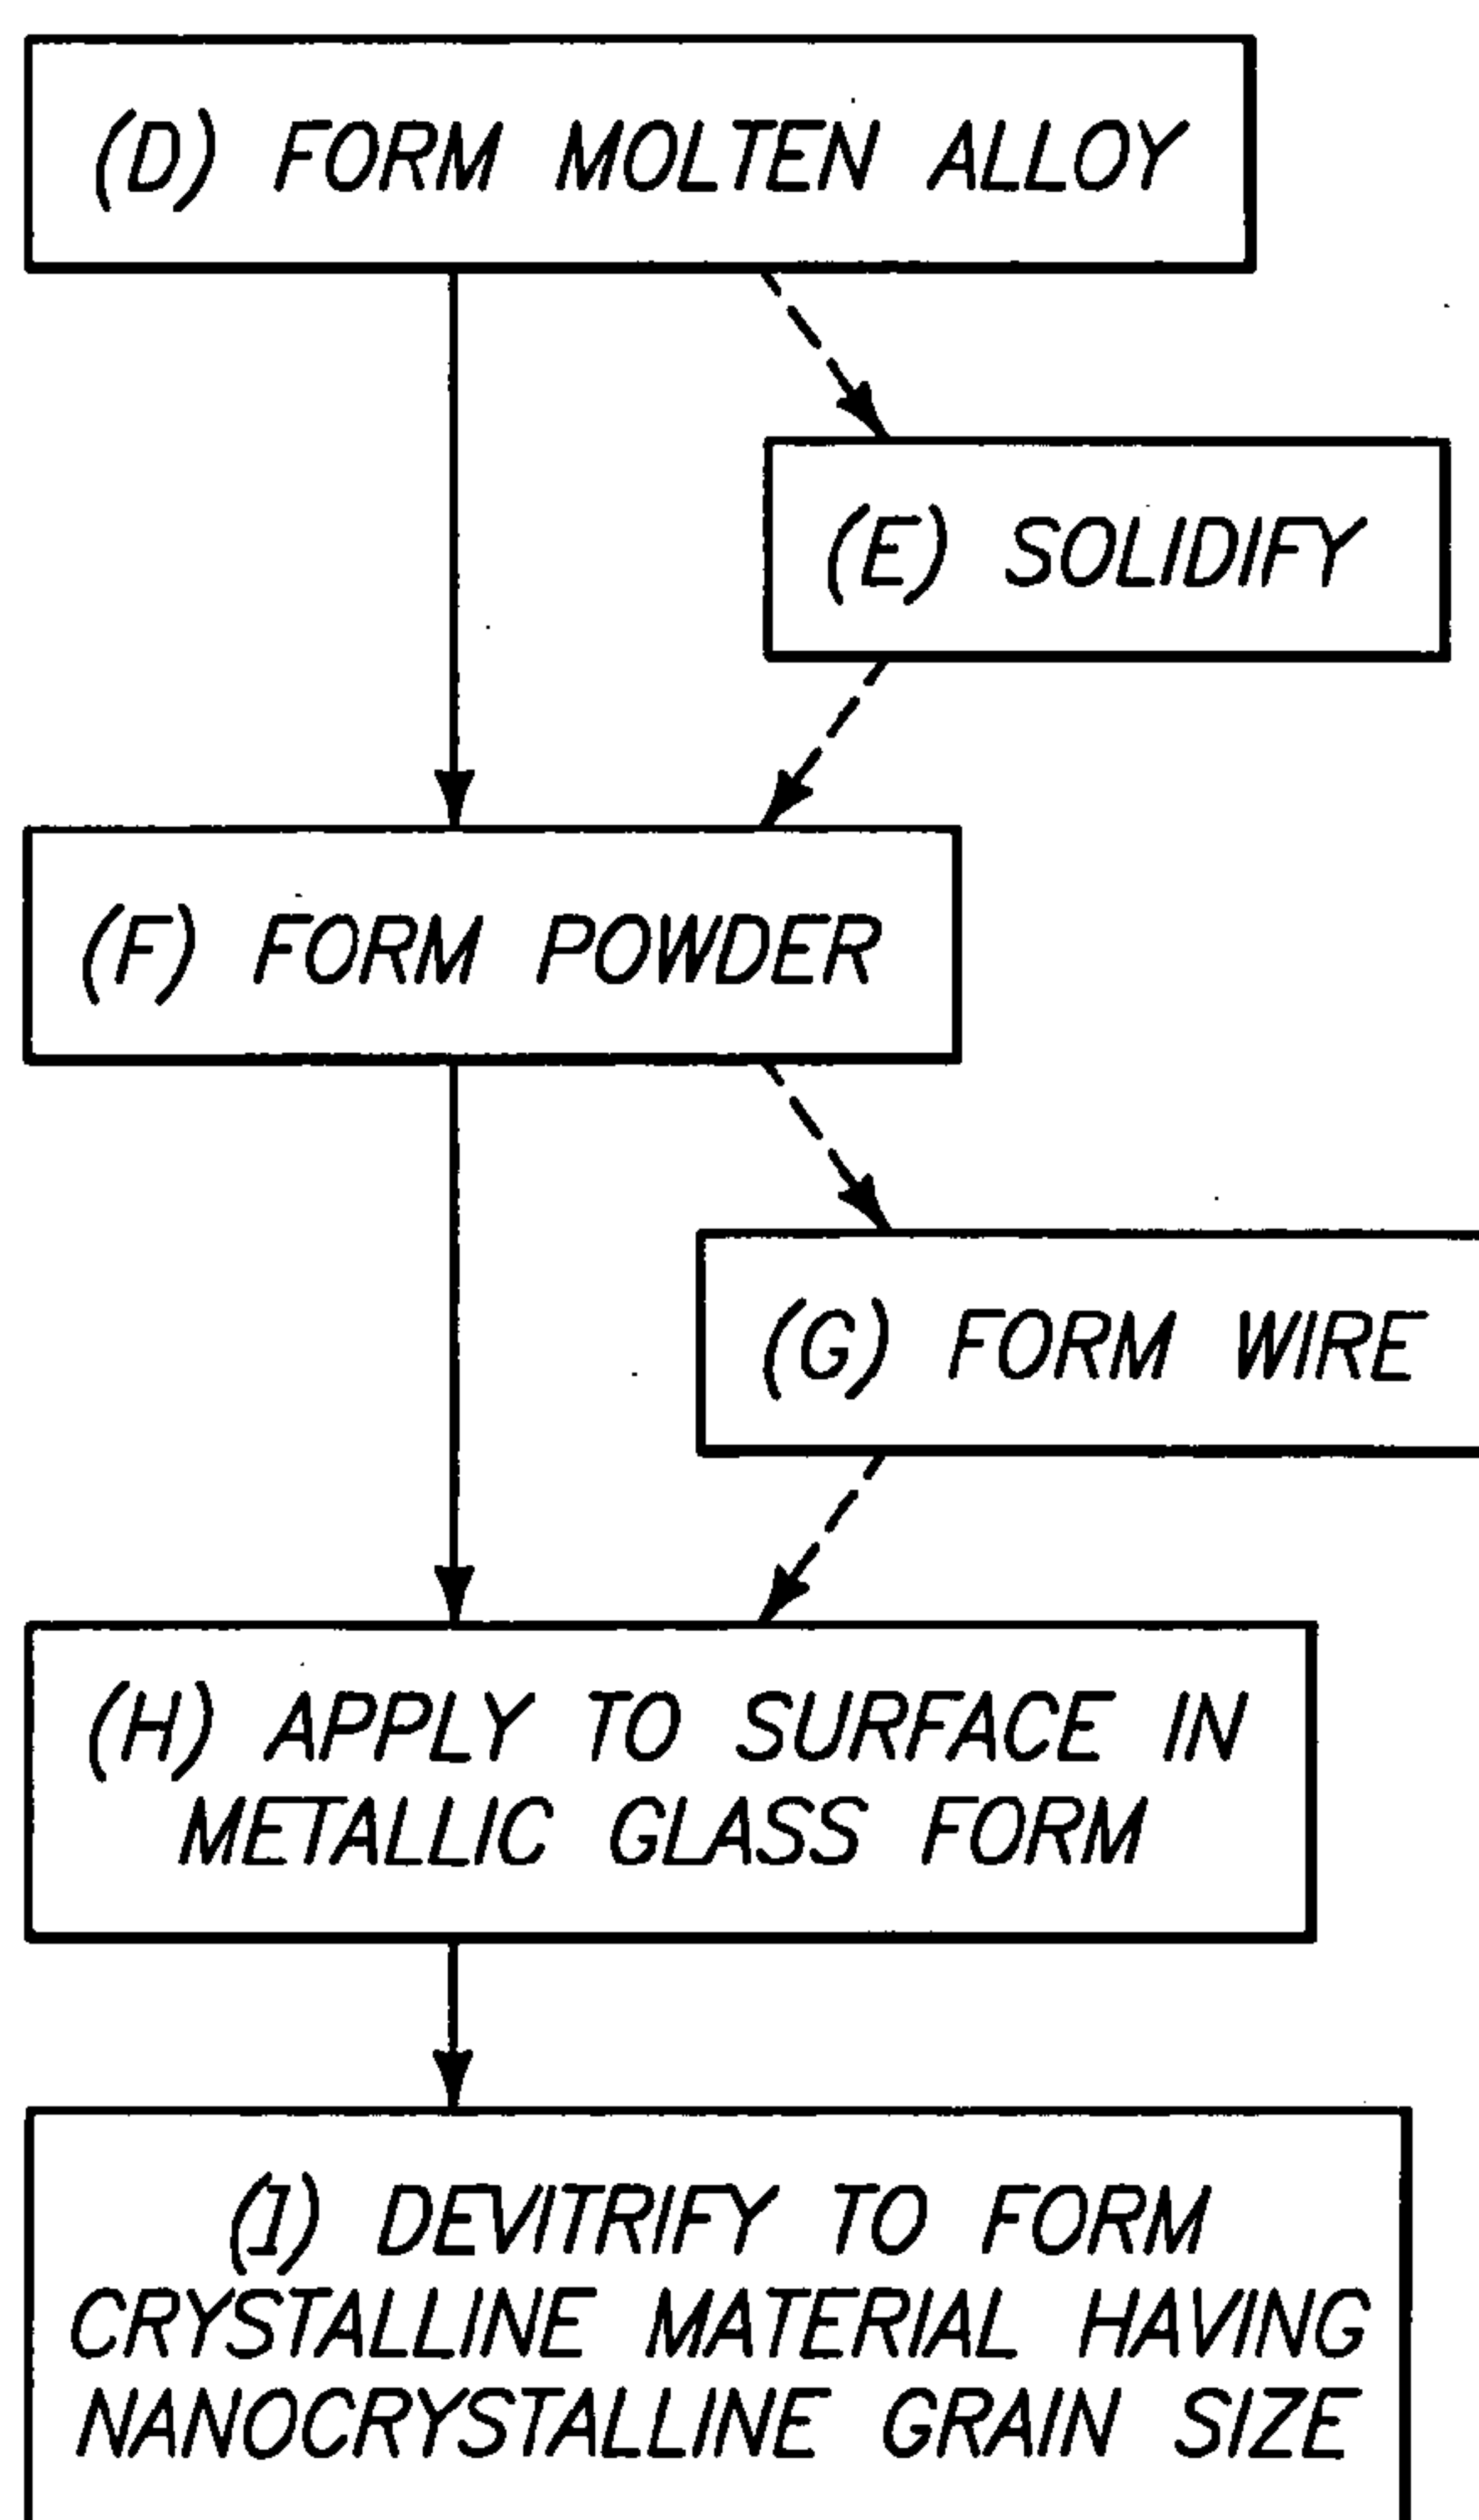 (D) FORM MOLTEN ALLOY
(E) SOLIDIFY
(F) FORM POWDER
(G) FORM WIRE
(H) APPLY TO SURFACE IN
METALLIC GLASS FORM
(J) DEVITRIFY TO FORM
CRYSTALLINE MATERIAL HAVING
NANOCRYSTALLINE GRAIN SIZE